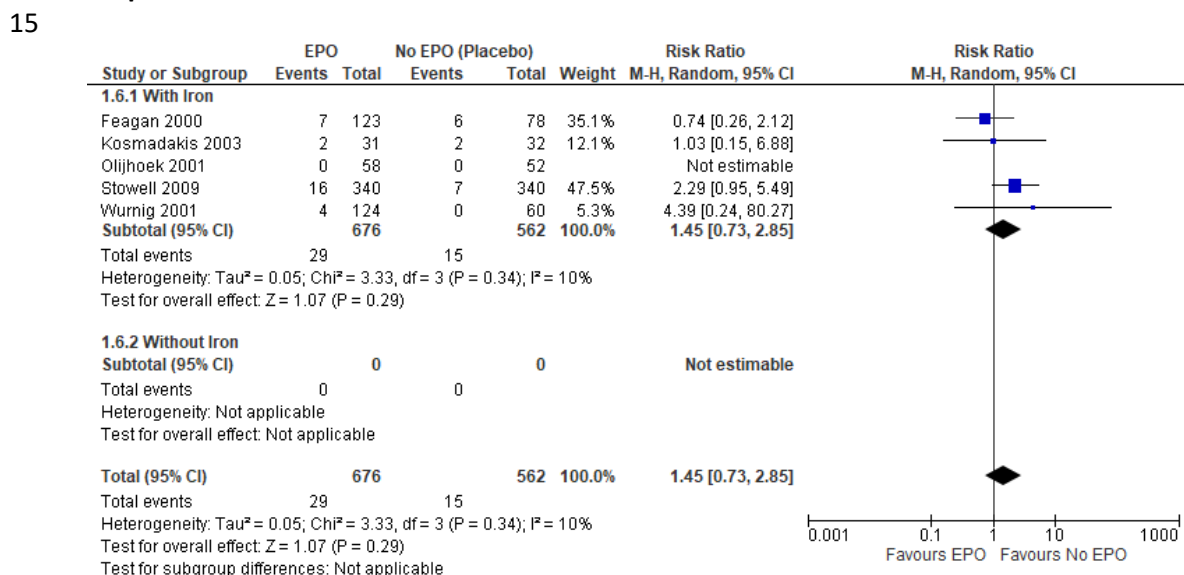 15
EPO No EPO (Placebo) Risk Ratio Risk Ratio
Study or Subgroup Events Total Events Total Weight M-H, Random, 95% CI M-H, Random, 95% CI
1.6.1 With Iron
Feagan 2000 7 123 6 78 35.1% 0.74 [0.26, 2.12]
Kosmadakis 2003 2 31 2 32 12.1% 1.03 [0.15, 6.88]
Olijhoek 2001 0 58 0 52 Not estimable
Stowell 2009 16 340 7 340 47.5% 2.29 [0.95, 5.49]
Wurnig 2001 4 124 0 60 5.3% 4.39 [0.24, 80.27]
Subtotal (95% CI) 676 562 100.0% 1.45 [0.73, 2.85]
Total events 29 15
Heterogeneity: Tau² = 0.05; Chi² = 3.33, df = 3 (P = 0.34); I² = 10%
Test for overall effect: Z = 1.07 (P = 0.29)
1.6.2 Without Iron
Subtotal (95% CI) 0 0 Not estimable
Total events 0 0
Heterogeneity: Not applicable
Test for overall effect: Not applicable
Total (95% CI) 676 562 100.0% 1.45 [0.73, 2.85]
Total events 29 15
Heterogeneity: Tau² = 0.05; Chi² = 3.33, df = 3 (P = 0.34); I² = 10%
Test for overall effect: Z = 1.07 (P = 0.29)
Test for subgroup differences: Not applicable
0.001 0.1 1 10 1000
Favours EPO Favours No EPO